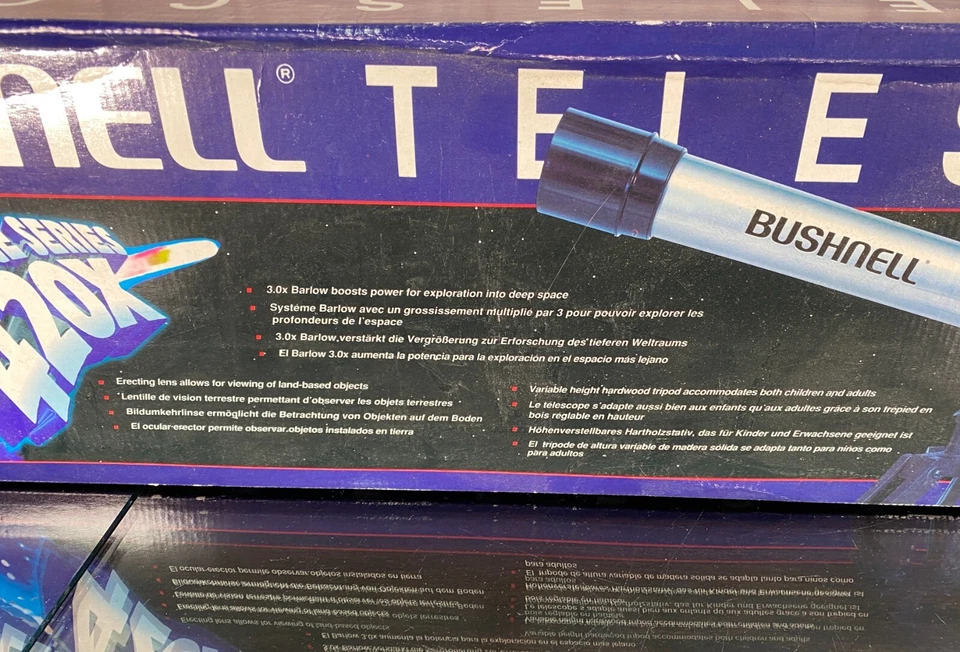 NELL® TELES
BUSHNELL
E SERIES
420X
3.0x Barlow boosts power for exploration into deep space
Système Barlow avec un grossissement multiplié par 3 pour pouvoir explorer les
profondeurs de l'espace
3.0x Barlow verstärkt die Vergrößerung zur Erforschung des tieferen Weltraums
El Barlow 3.0x aumenta la potencia para la exploración en el espacio más lejano
Erecting lens allows for viewing of land-based objects
Lentille de vision terrestre permettant d'observer les objets terrestres
Bildumkehrlinse ermöglicht die Betrachtung von Objekten auf dem Boden
El ocular-erector permite observar objetos instalados en tierra
Variable height hardwood tripod accommodates both children and adults
Le télescope s'adapte aussi bien aux enfants qu'aux adultes grâce à son trepied en
bois reglable en hauteur
Höhenverstellbares Hartholzstativ, das für Kinder und Erwachsene geeignet ist
El tripode de altura variable de madera sólida se adapta tanto para niños como
para adultos